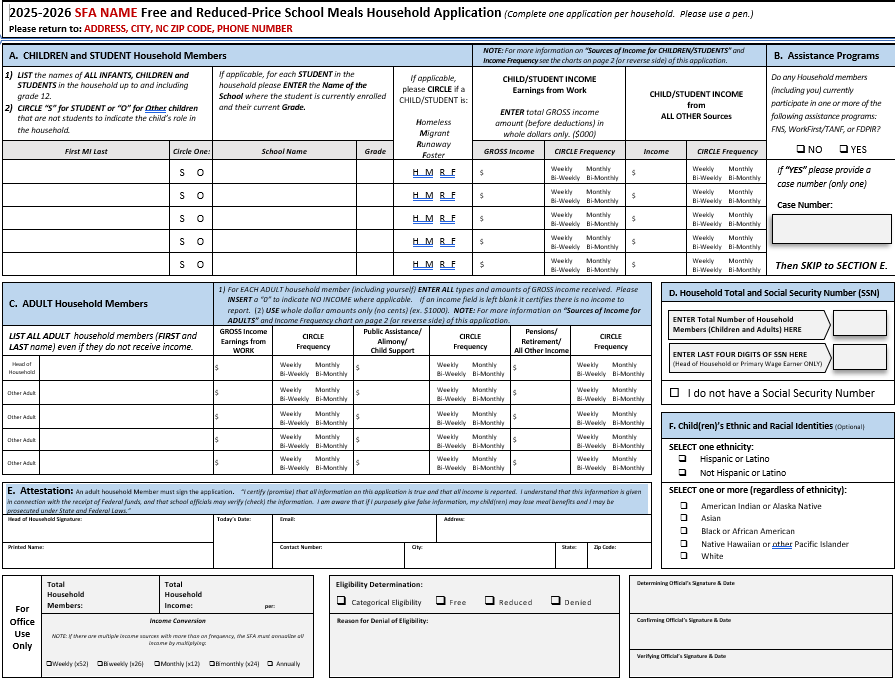 2025-2026 SFA NAME Free and Reduced-Price School Meals Household Application (Complete one application per household. Please use a pen.)
Please return to: ADDRESS, CITY, NC ZIP CODE, PHONE NUMBER
A. CHILDREN and STUDENT Household Members
NOTE: For more information on "Sources of Income for CHILDREN/STUDENTS" and
Income Frequency see the charts on page 2 (or reverse side) of this application.
B. Assistance Programs
1) LIST the names of ALL INFANTS, CHILDREN and
STUDENTS in the household up to and including
grade 12.
2) CIRCLE "S" for STUDENT or "O" for Other children
that are not students to indicate the child's role in
the household.
If applicable, for each STUDENT in the
household please ENTER the Name of the
School where the student is currently enrolled
and their current Grade.
If applicable,
please CIRCLE if a
CHILD/STUDENT is:
Homeless
Migrant
Runaway
Foster
CHILD/STUDENT INCOME
Earnings from Work
ENTER total GROSS income
amount (before deductions) in
whole dollars only. ($000)
CHILD/STUDENT INCOME
from
ALL OTHER Sources
Do any Household members
(including you) currently
participate in one or more of the
following assistance programs:
FNS, WorkFirst/TANF, or FDPIR?
❑ NO ❑ YES
If "YES" please provide a
case number (only one)
Case Number:
Then SKIP to SECTION E.
First MI Last Circle One: School Name Grade GROSS Income CIRCLE Frequency Income CIRCLE Frequency
S O H M R F $ Weekly Monthly $ Weekly Monthly
Bi-Weekly Bi-Monthly Bi-Weekly Bi-Monthly
S O H M R F $ Weekly Monthly $ Weekly Monthly
Bi-Weekly Bi-Monthly Bi-Weekly Bi-Monthly
S O H M R F $ Weekly Monthly $ Weekly Monthly
Bi-Weekly Bi-Monthly Bi-Weekly Bi-Monthly
S O H M R F $ Weekly Monthly $ Weekly Monthly
Bi-Weekly Bi-Monthly Bi-Weekly Bi-Monthly
S O H M R F $ Weekly Monthly $ Weekly Monthly
Bi-Weekly Bi-Monthly Bi-Weekly Bi-Monthly
C. ADULT Household Members
1) For EACH ADULT household member (including yourself) ENTER ALL types and amounts of GROSS income received. Please
INSERT a "0" to indicate NO INCOME where applicable. If an income field is left blank it certifies there is no income to
report. (2) USE whole dollar amounts only (no cents) (ex. $1000). NOTE: For more information on "Sources of Income for
ADULTS" and Income Frequency chart on page 2 (or reverse side) of this application.
LIST ALL ADULT household members (FIRST and
LAST name) even if they do not receive income.
GROSS Income
Earnings from
WORK
CIRCLE
Frequency
Public Assistance/
Alimony/
Child Support
CIRCLE
Frequency
Pensions/
Retirement/
All Other Income
CIRCLE
Frequency
Head of
Household
$ Weekly Monthly $ Weekly Monthly $ Weekly Monthly
Bi-Weekly Bi-Monthly Bi-Weekly Bi-Monthly Bi-Weekly Bi-Monthly
Other Adult $ Weekly Monthly $ Weekly Monthly $ Weekly Monthly
Bi-Weekly Bi-Monthly Bi-Weekly Bi-Monthly Bi-Weekly Bi-Monthly
Other Adult $ Weekly Monthly $ Weekly Monthly $ Weekly Monthly
Bi-Weekly Bi-Monthly Bi-Weekly Bi-Monthly Bi-Weekly Bi-Monthly
Other Adult $ Weekly Monthly $ Weekly Monthly $ Weekly Monthly
Bi-Weekly Bi-Monthly Bi-Weekly Bi-Monthly Bi-Weekly Bi-Monthly
Other Adult $ Weekly Monthly $ Weekly Monthly $ Weekly Monthly
Bi-Weekly Bi-Monthly Bi-Weekly Bi-Monthly Bi-Weekly Bi-Monthly
D. Household Total and Social Security Number (SSN)
ENTER Total Number of Household
Members (Children and Adults) HERE
ENTER LAST FOUR DIGITS OF SSN HERE
(Head of Household or Primary Wage Earner ONLY)
❑ I do not have a Social Security Number
F. Child(ren)'s Ethnic and Racial Identities (Optional)
SELECT one ethnicity:
❑ Hispanic or Latino
❑ Not Hispanic or Latino
SELECT one or more (regardless of ethnicity):
❑ American Indian or Alaska Native
❑ Asian
❑ Black or African American
❑ Native Hawaiian or other Pacific Islander
❑ White
E. Attestation: An adult household Member must sign the application. "I certify (promise) that all information on this application is true and that all income is reported. I understand that this information is given
in connection with the receipt of Federal funds, and that school officials may verify (check) the information. I am aware that if I purposely give false information, my child(ren) may lose meal benefits and I may be
prosecuted under State and Federal Laws."
Head of Household Signature: Today's Date: Email: Address:
Printed Name: Contact Number: City: State: Zip Code:
For
Office
Use
Only
Total
Household
Members:
Total
Household
Income: per:
Income Conversion
NOTE: If there are multiple income sources with more than on frequency, the SFA must annualize all
income by multiplying:
❑Weekly (x52) ❑Biweekly (x26) ❑Monthly (x12) ❑Bimonthly (x24) ❑ Annually
Eligibility Determination:
❑ Categorical Eligibility ❑ Free ❑ Reduced ❑ Denied
Reason for Denial of Eligibility:
Determining Official's Signature & Date
Confirming Official's Signature & Date
Verifying Official's Signature & Date